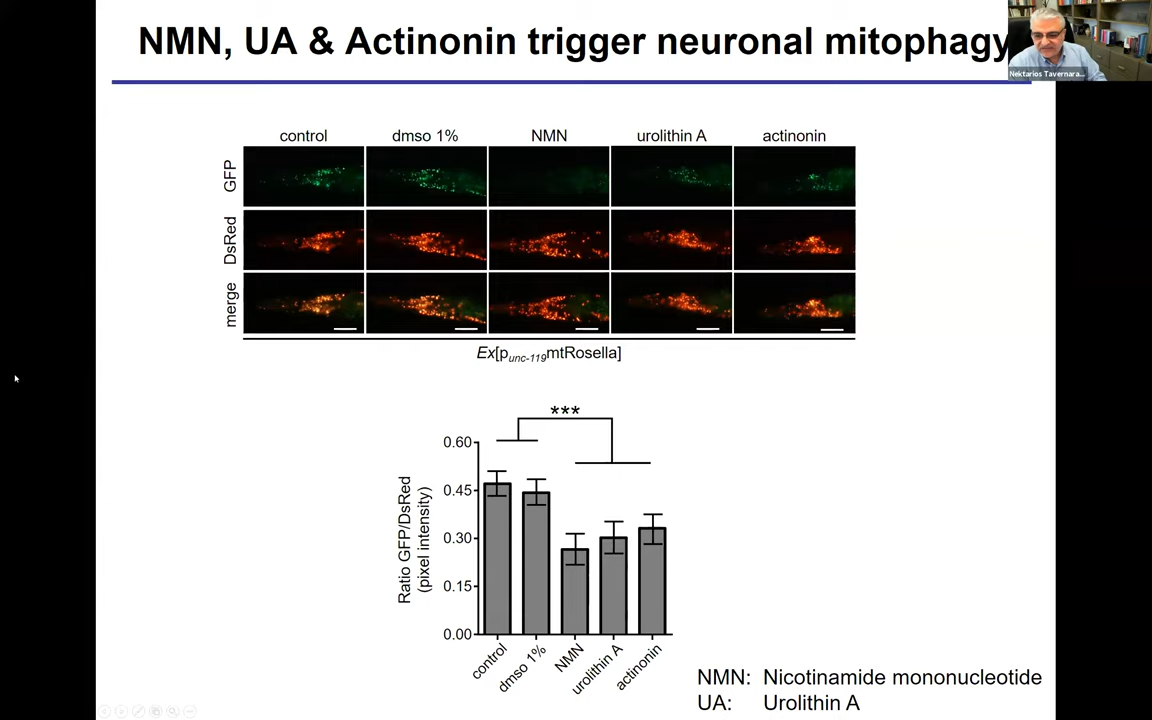 NMN, UA & Actinonin trigger neuronal mitophagy
Nektarios Tavernara...
control dmso 1% NMN urolithin A actinonin
GFP
DsRed
merge
Ex[punc-119mtRosella]
***
0.60
0.45
0.30
0.15
0.00
Ratio GFP/DsRed
(pixel intensity)
control
dmso 1%
NMN
urolithin A
actinonin
NMN: Nicotinamide mononucleotide
UA: Urolithin A